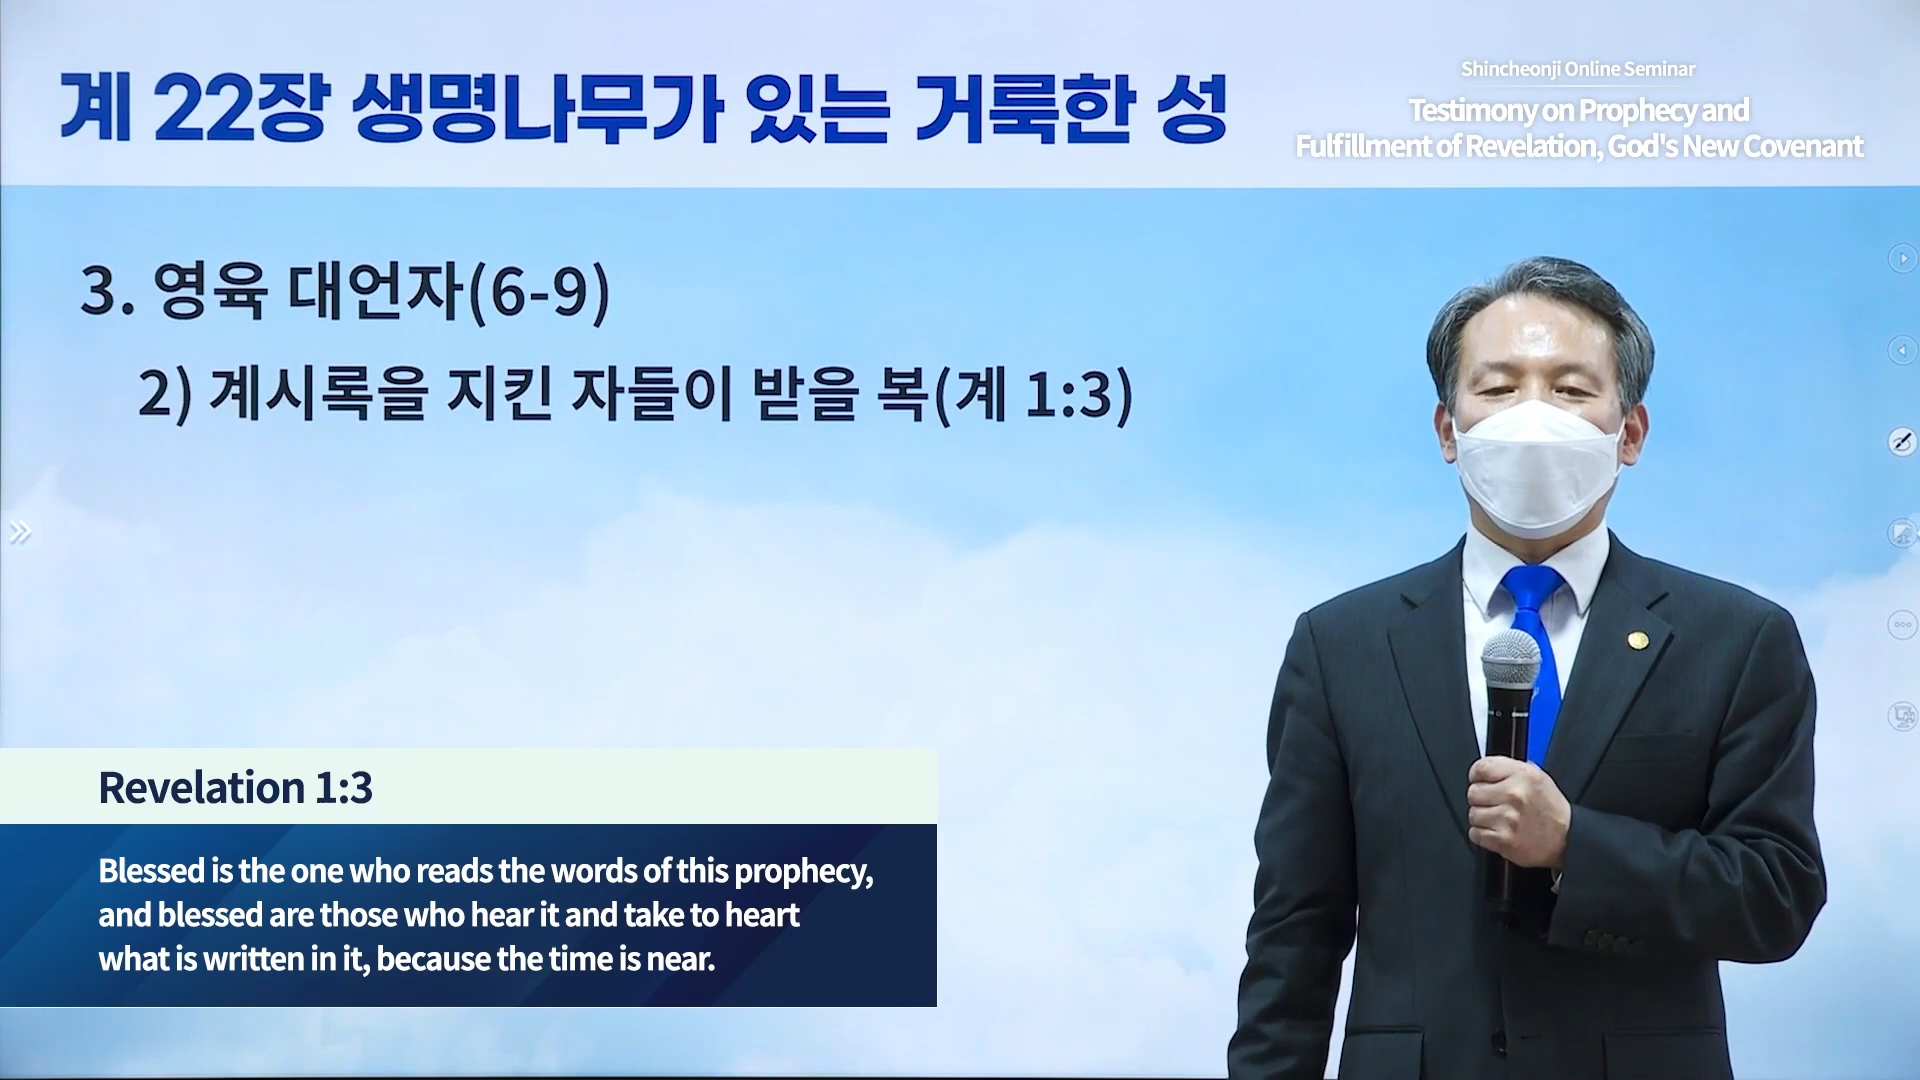 계 22장 생명나무가 있는 거룩한 성
Shincheonji Online Seminar
Testimony on Prophecy and
Fulfillment of Revelation, God's New Covenant
3. 영육 대언자(6-9)
2) 계시록을 지킨 자들이 받을 복(계 1:3)
Revelation 1:3
Blessed is the one who reads the words of this prophecy,
and blessed are those who hear it and take to heart
what is written in it, because the time is near.